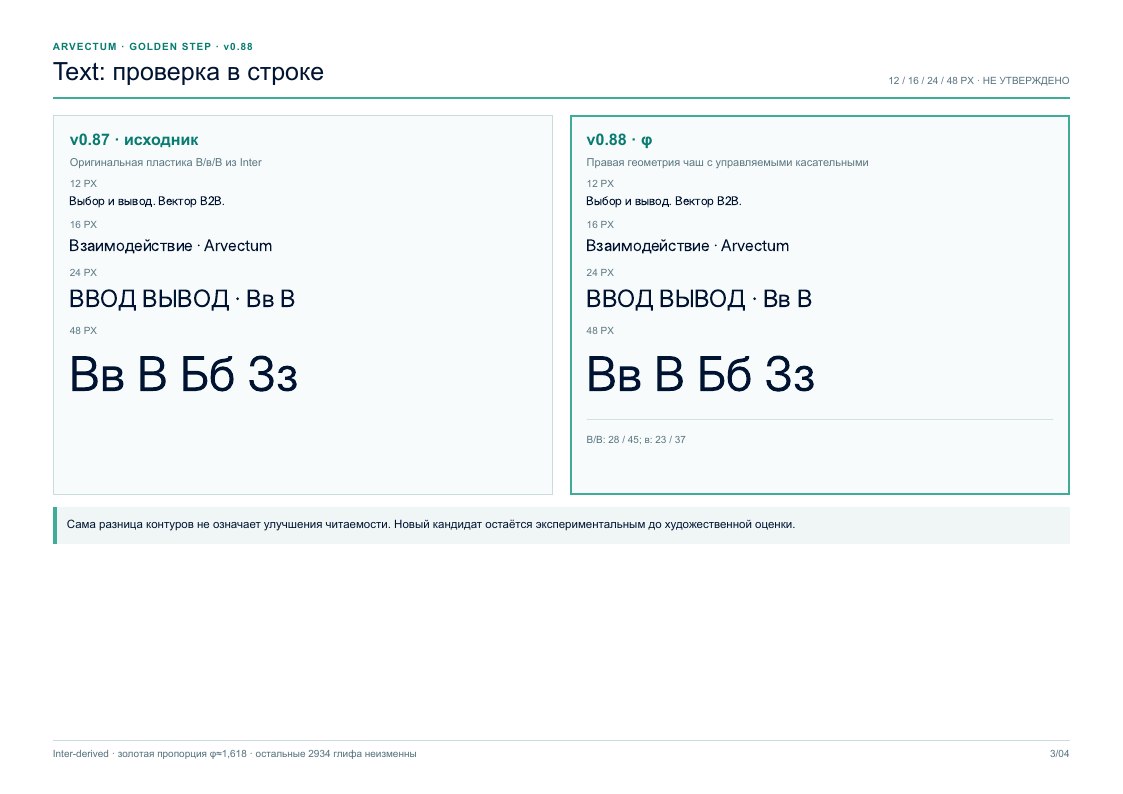 ARVECTUM · GOLDEN STEP · v0.88
Text: проверка в строке
12 / 16 / 24 / 48 PX · НЕ УТВЕРЖДЕНО
v0.87 · исходник
Оригинальная пластика В/в/B из Inter
12 PX
Выбор и вывод. Вектор B2B.
16 PX
Взаимодействие · Arvectum
24 PX
ВВОД ВЫВОД · Вв B
48 PX
Вв B Бб Зз
v0.88 · φ
Правая геометрия чаш с управляемыми касательными
12 PX
Выбор и вывод. Вектор B2B.
16 PX
Взаимодействие · Arvectum
24 PX
ВВОД ВЫВОД · Вв B
48 PX
Вв B Бб Зз
В/B: 28 / 45; в: 23 / 37
Сама разница контуров не означает улучшения читаемости. Новый кандидат остаётся экспериментальным до художественной оценки.
Inter-derived · золотая пропорция φ≈1,618 · остальные 2934 глифа неизменны
3/04